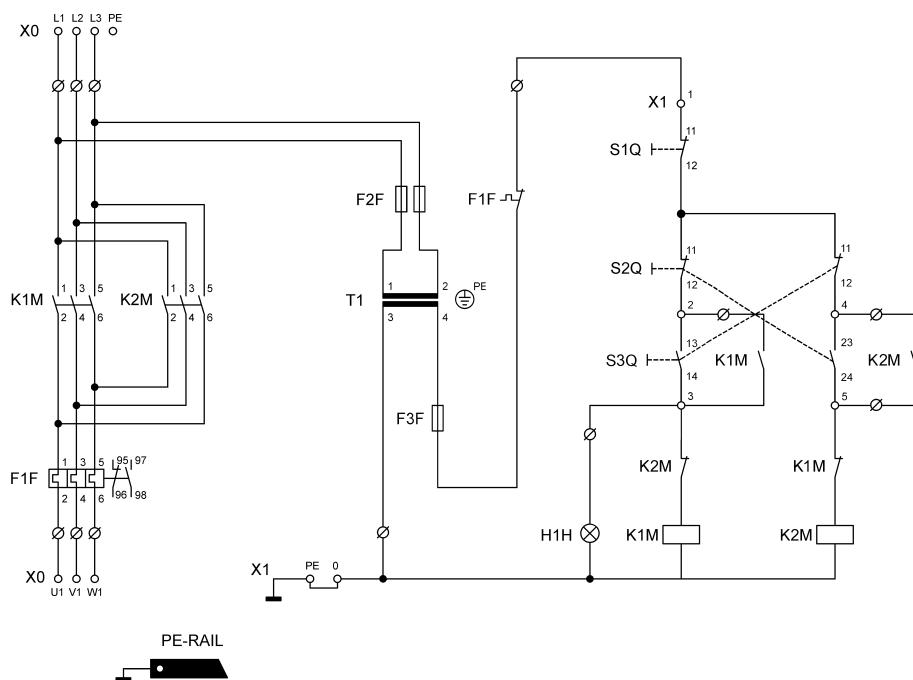 L1 L2 L3 PE
X0
1
X1
11
S1Q
12
F2F
F1F
11
11
S2Q
12
12
1 3 5
1 3 5
1
2
PE
K1M
K2M
T1
2
4
2 4 6
2 4 6
3
4
13
23
S3Q
K1M
K2M
14
24
3
5
F3F
1 3 5
95 97
K2M
K1M
F1F
2 4 6
96 98
H1H
K1M
K2M
X0
U1 V1 W1
X1
PE 0
PE-RAIL